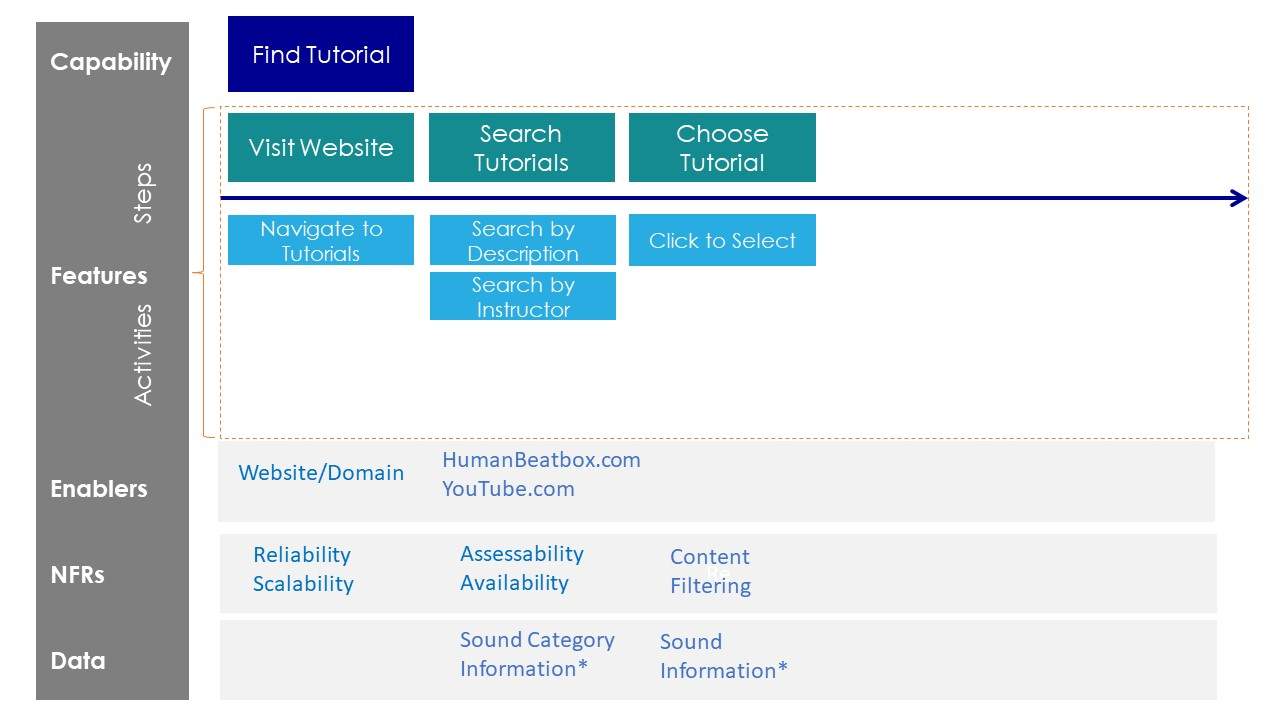 Capability
Find Tutorial
Steps
Visit Website
Search
Tutorials
Choose
Tutorial
Features
Activities
Navigate to
Tutorials
Search by
Description
Search by
Instructor
Click to Select
Enablers
Website/Domain
HumanBeatbox.com
YouTube.com
NFRs
Reliability
Scalability
Assessability
Availability
Content
Filtering
Data
Sound Category
Information*
Sound
Information*